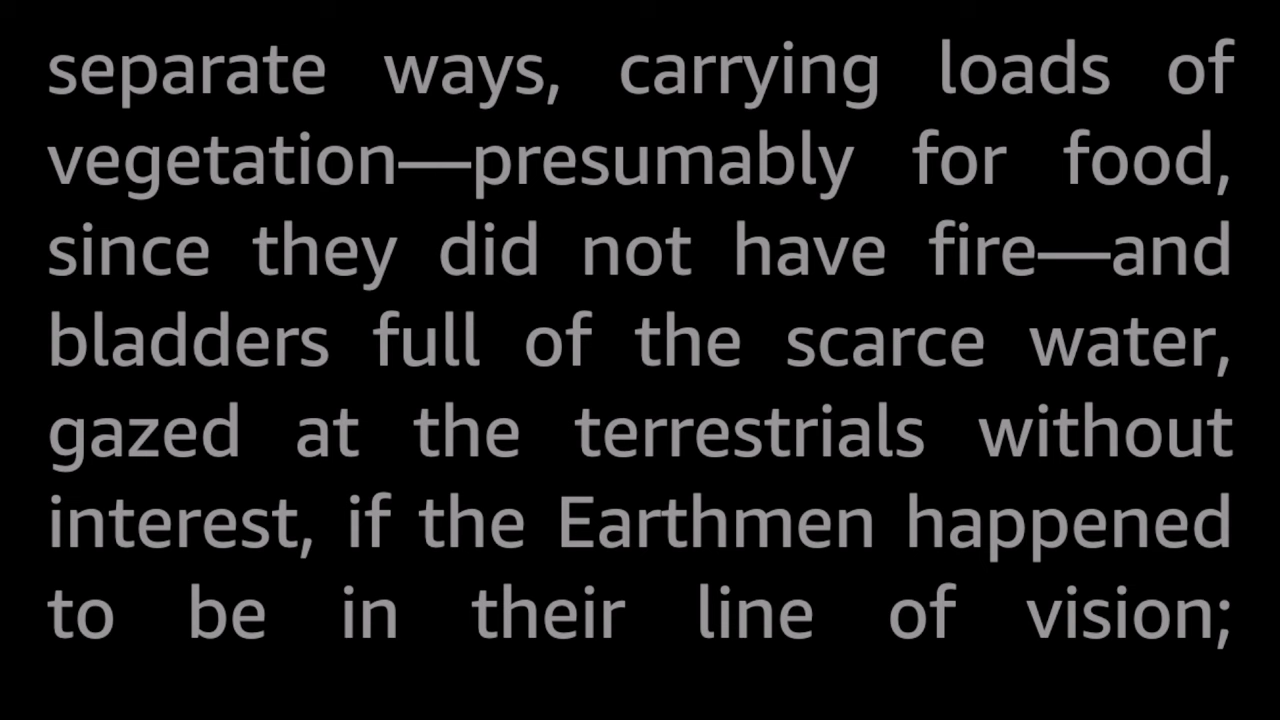 separate ways, carrying loads of
vegetation—presumably for food,
since they did not have fire—and
bladders full of the scarce water,
gazed at the terrestrials without
interest, if the Earthmen happened
to be in their line of vision;